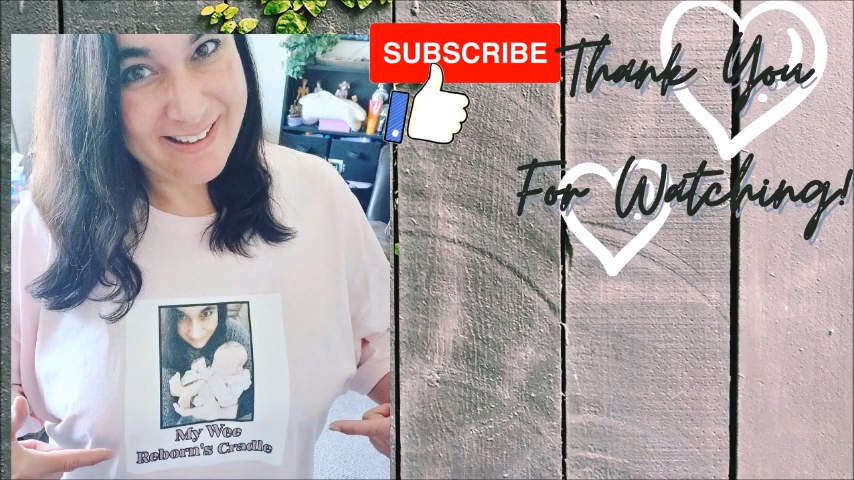 SUBSCRIBE
Thank You
For Watching!
My Wee
Reborn's Cradle